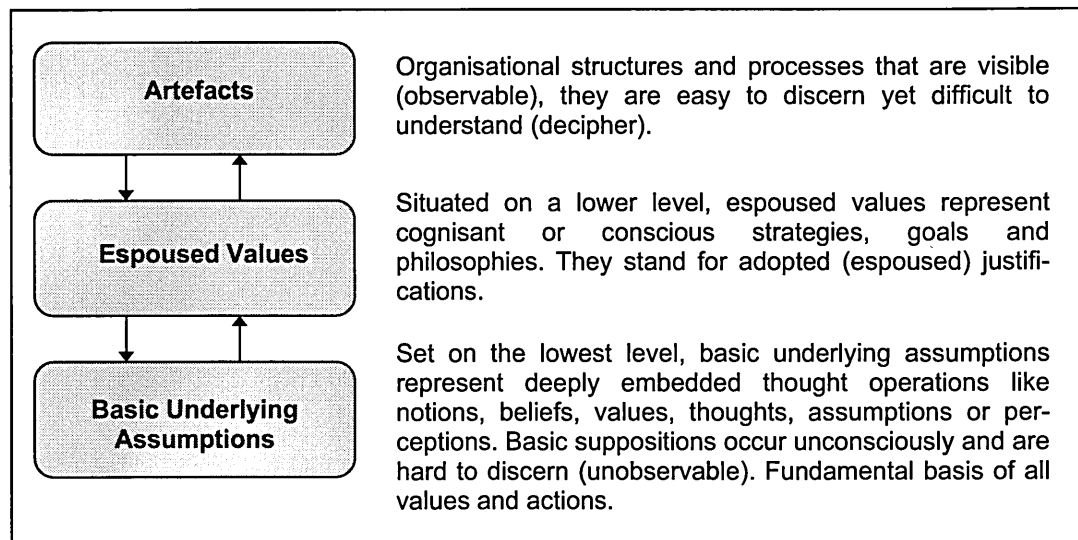 Artefacts
Organisational structures and processes that are visible
(observable), they are easy to discern yet difficult to
understand (decipher).
Espoused Values
Situated on a lower level, espoused values represent
cognisant or conscious strategies, goals and
philosophies. They stand for adopted (espoused) justifi-
cations.
Basic Underlying
Assumptions
Set on the lowest level, basic underlying assumptions
represent deeply embedded thought operations like
notions, beliefs, values, thoughts, assumptions or per-
ceptions. Basic suppositions occur unconsciously and are
hard to discern (unobservable). Fundamental basis of all
values and actions.